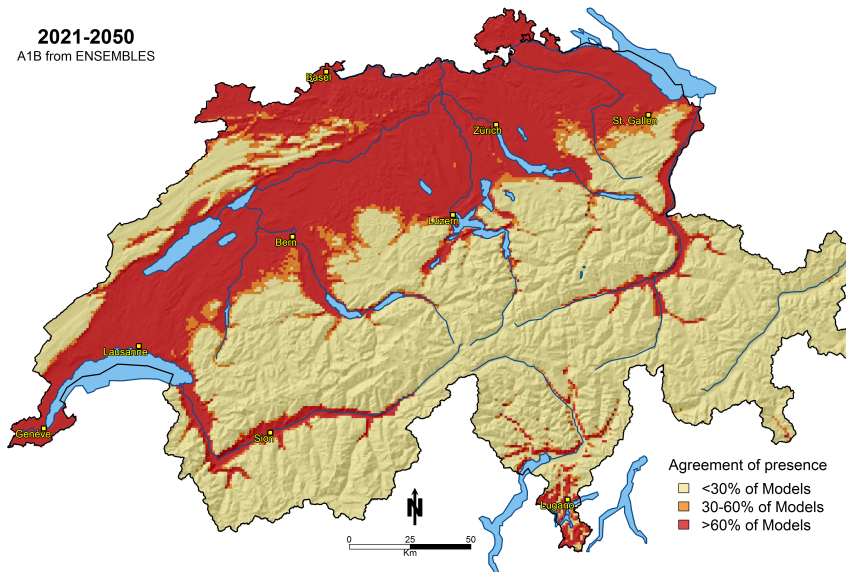 2021-2050
A1B from ENSEMBLES
Basel
Zürich
St. Gallen
Luzern
Bern
Lausanne
Genève
Sion
Lugano
N
0 25 50
Km
Agreement of presence
<30% of Models
30-60% of Models
>60% of Models